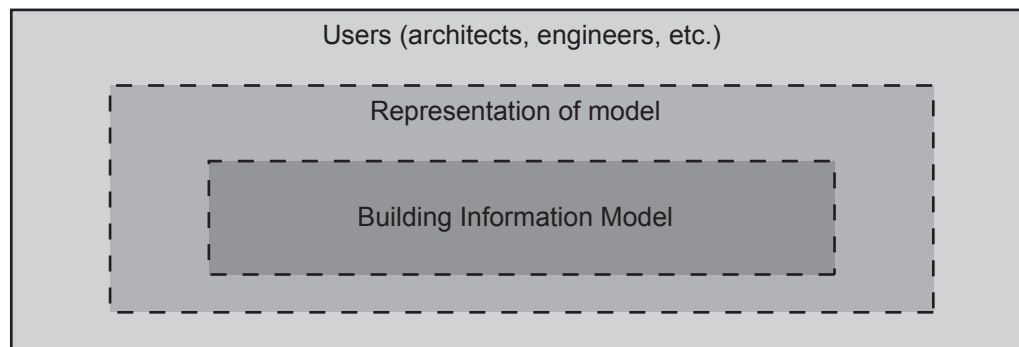 Users (architects, engineers, etc.)
Representation of model
Building Information Model